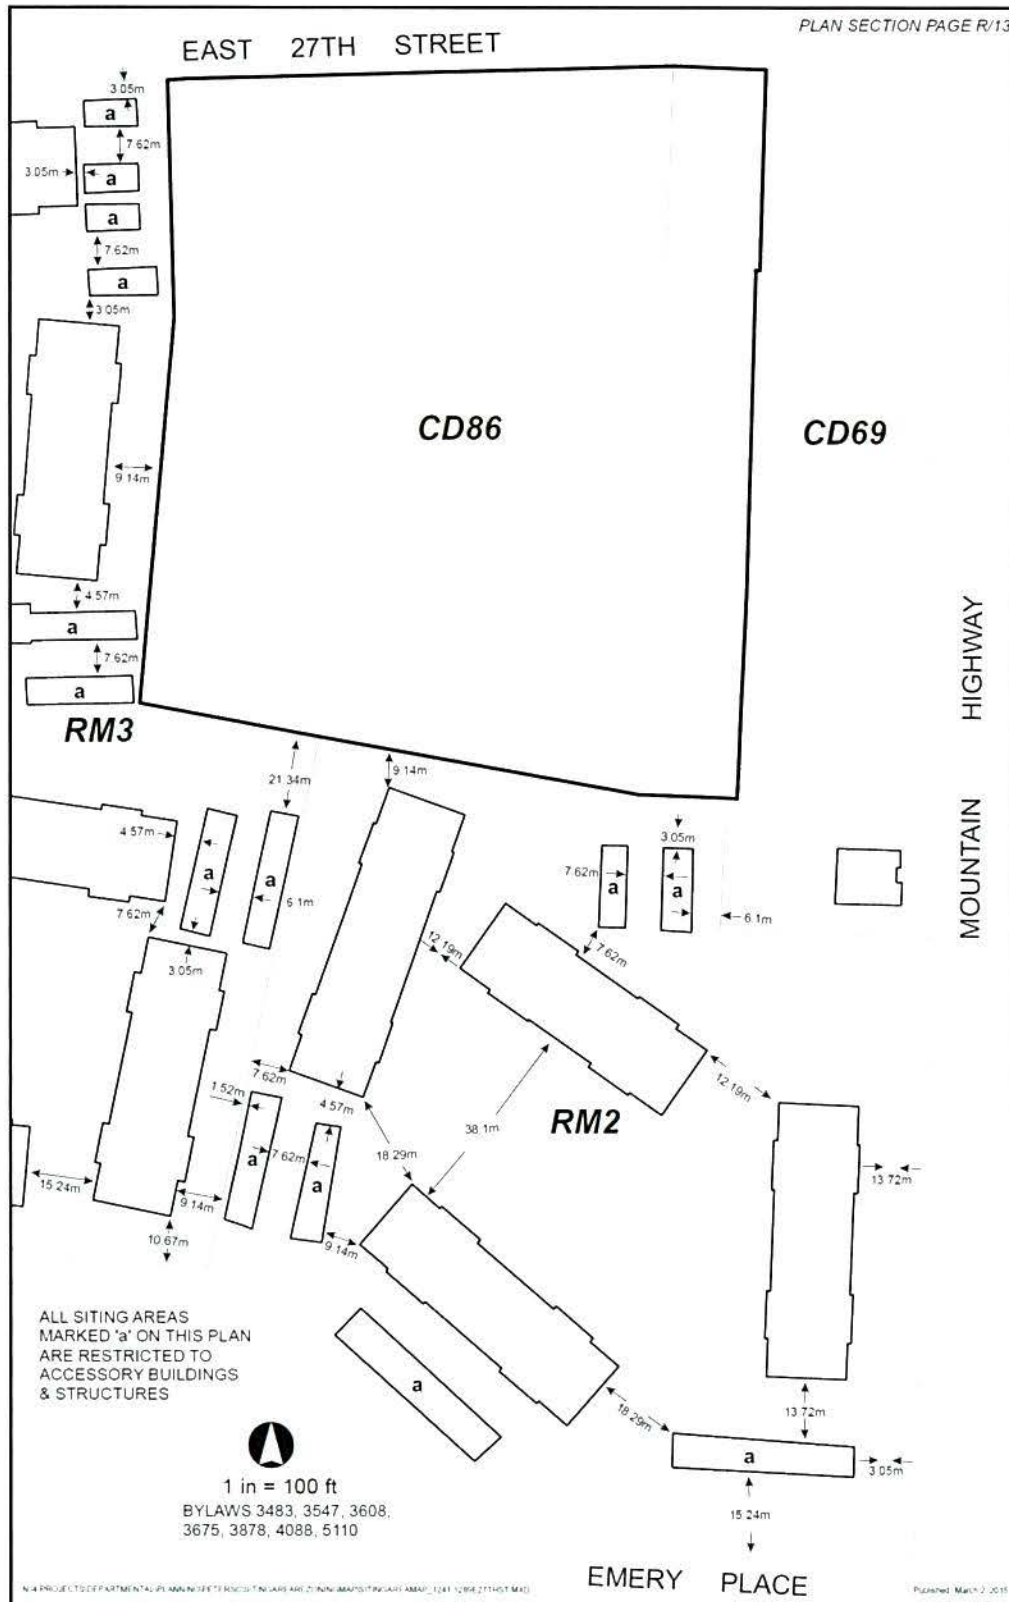 PLAN SECTION PAGE R/13
EAST 27TH STREET
3.05m
a
7.62m
3.05m
a
a
7.62m
a
3.05m
CD86
CD69
9.14m
4.57m
a
7.62m
a
RM3
MOUNTAIN HIGHWAY
21.34m
9.14m
4.57m
a
a
6.1m
7.62m
3.05m
3.05m
7.62m
a
a
6.1m
12.19m
7.62m
7.62m
4.57m
1.52m
a
7.62m
a
18.29m
38.1m
RM2
12.19m
13.72m
15.24m
9.14m
10.67m
9.14m
ALL SITING AREAS
MARKED 'a' ON THIS PLAN
ARE RESTRICTED TO
ACCESSORY BUILDINGS
& STRUCTURES
a
18.29m
13.72m
a
3.05m
15.24m
1 in = 100 ft
BYLAWS 3483, 3547, 3608,
3675, 3878, 4088, 5110
EMERY PLACE
Published: March 2, 2015